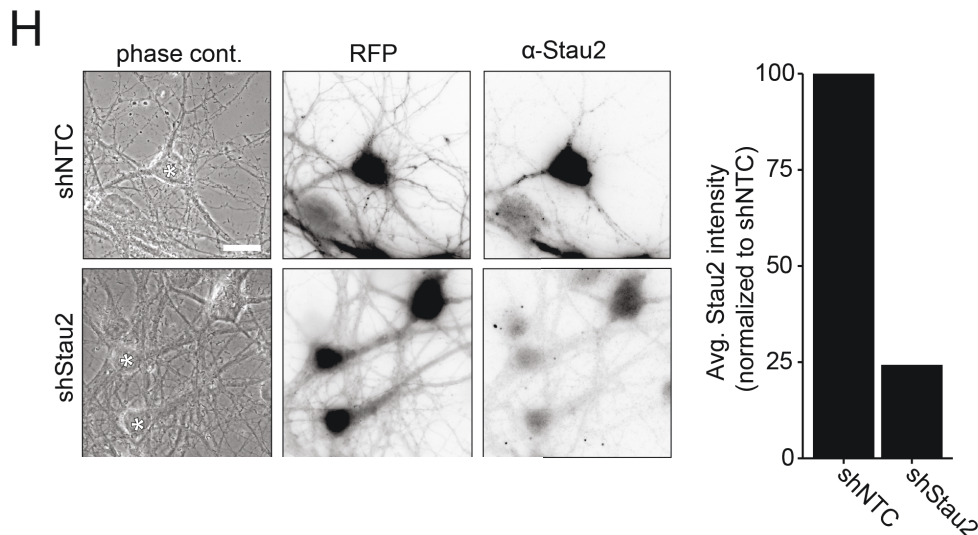 H
phase cont.
RFP
α-Stau2
shNTC
*
shStau2
*
*
Avg. Stau2 intensity
(normalized to shNTC)
100
75
50
25
0
shNTC
shStau2